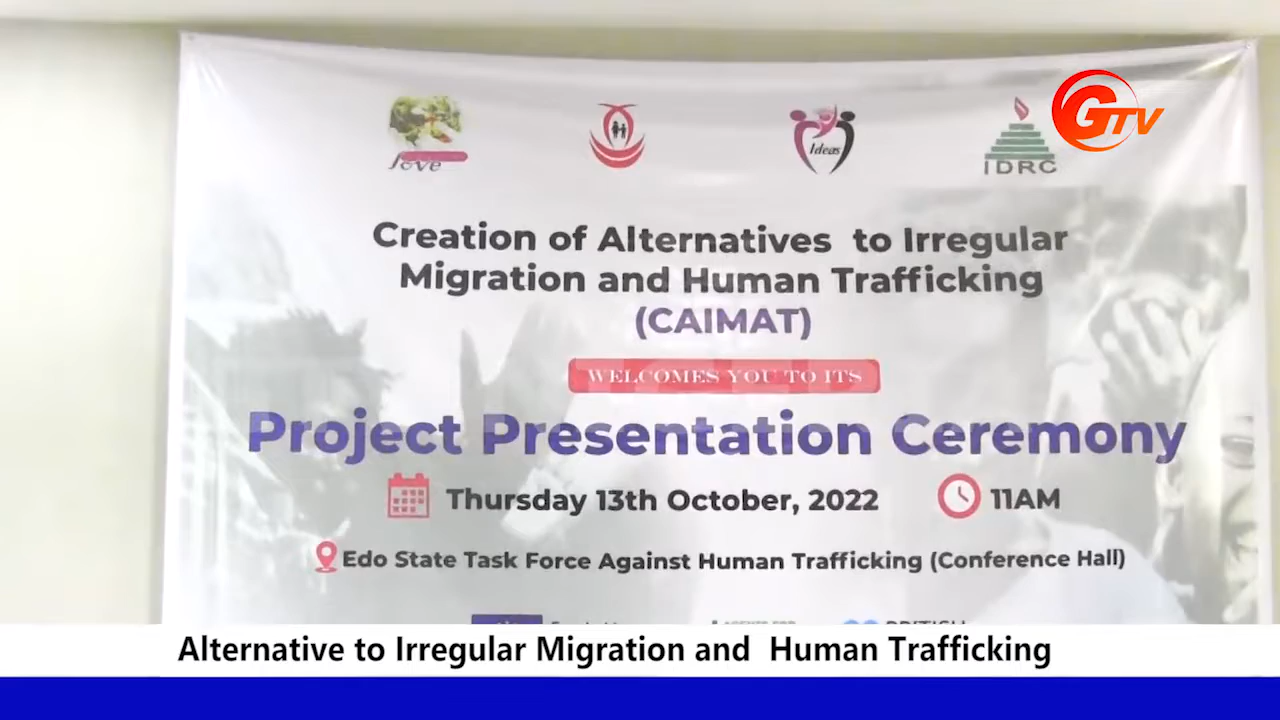 GTV
Jove
Ideas
IDRC
Creation of Alternatives to Irregular
Migration and Human Trafficking
(CAIMAT)
WELCOMES YOU TO ITS
Project Presentation Ceremony
Thursday 13th October, 2022
11AM
Edo State Task Force Against Human Trafficking (Conference Hall)
Alternative to Irregular Migration and Human Trafficking